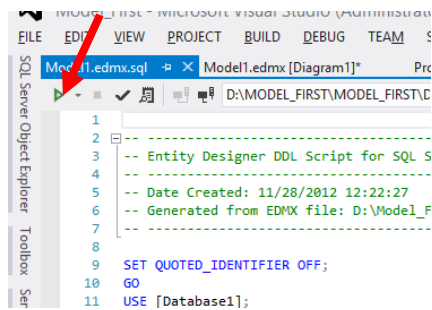 Model_First - Microsoft Visual Studio (Administrat
FILE EDIT VIEW PROJECT BUILD DEBUG TEAM S
Model1.edmx.sql Model1.edmx [Diagram1]* Pro
D:\MODEL_FIRST\MODEL_FIRST\D
SQL Server Object Explorer
Toolbox
Ser
1
2 -- --------------------------------------------------
3 -- Entity Designer DDL Script for SQL S
4 -- --------------------------------------------------
5 -- Date Created: 11/28/2012 12:22:27
6 -- Generated from EDMX file: D:\Model_F
7 -- --------------------------------------------------
8
9 SET QUOTED_IDENTIFIER OFF;
10 GO
11 USE [Database1];